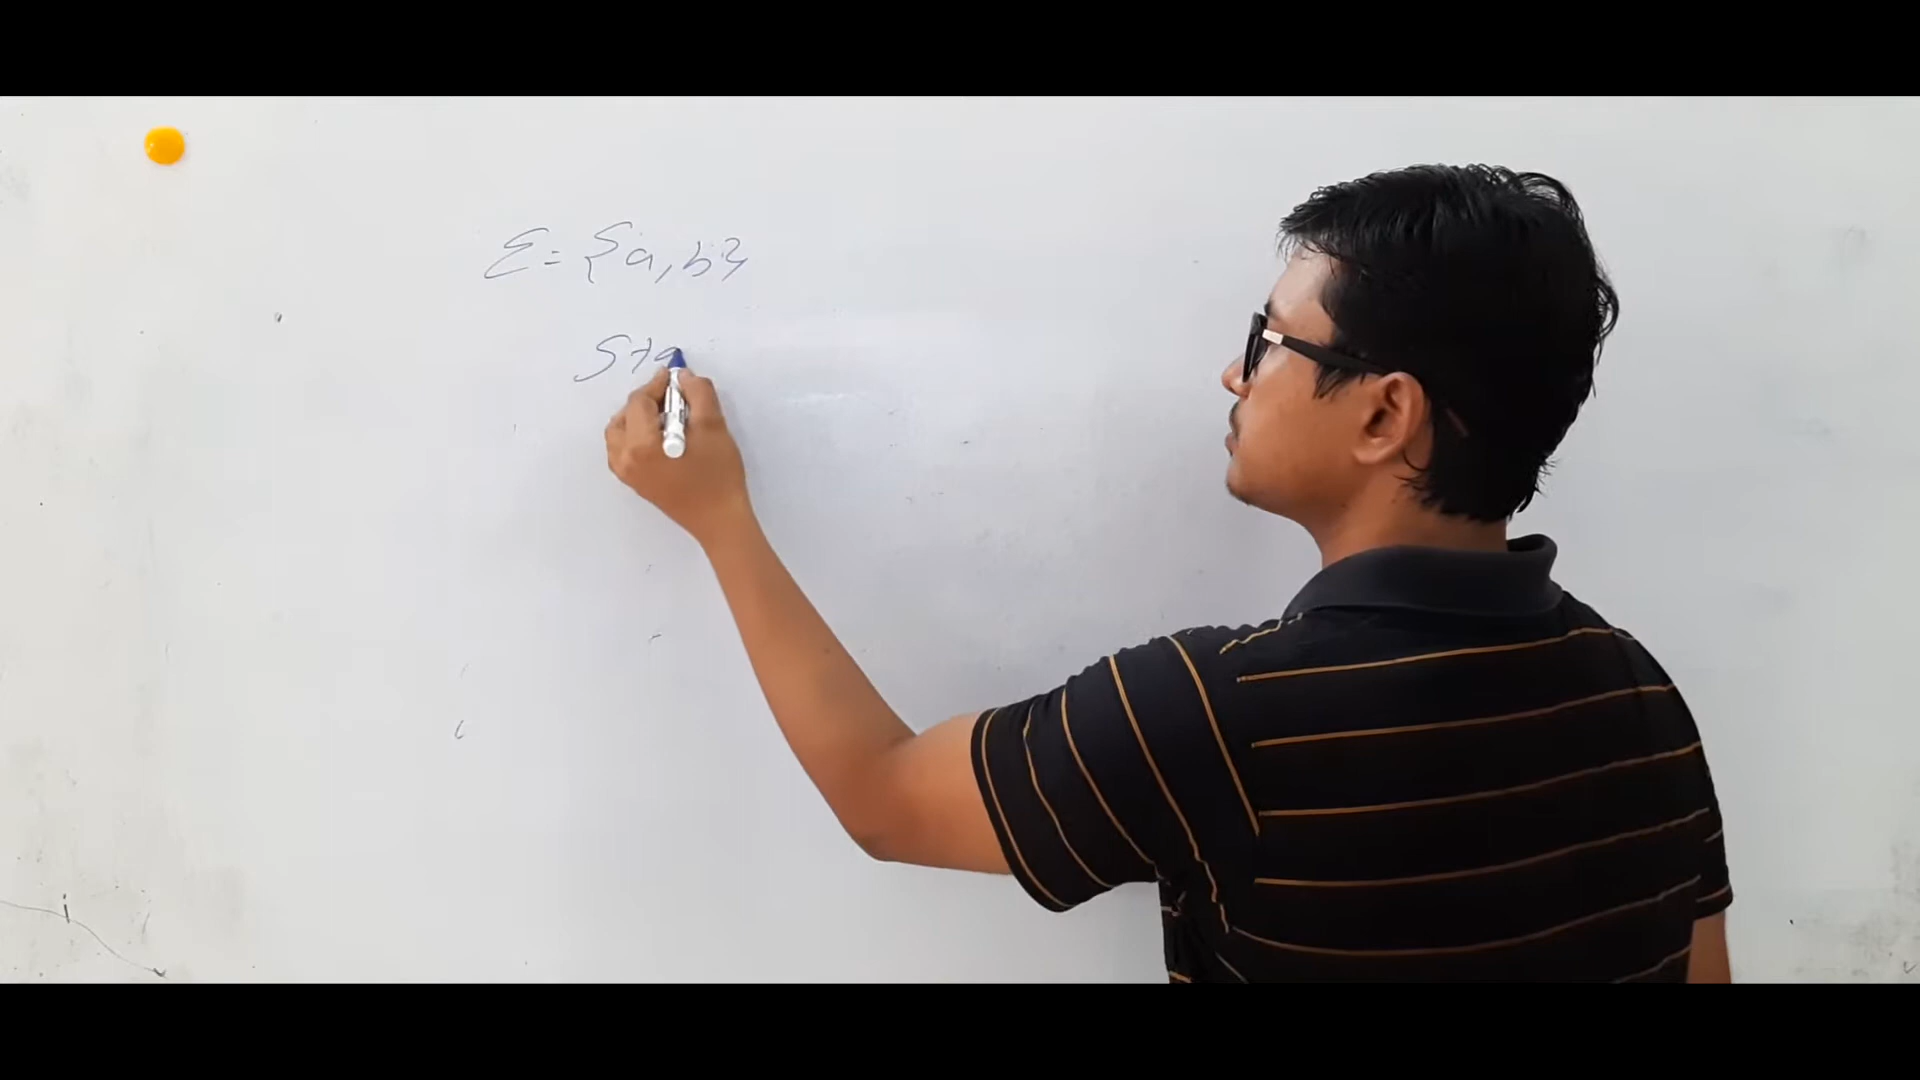 Σ = {a, b}
Sta